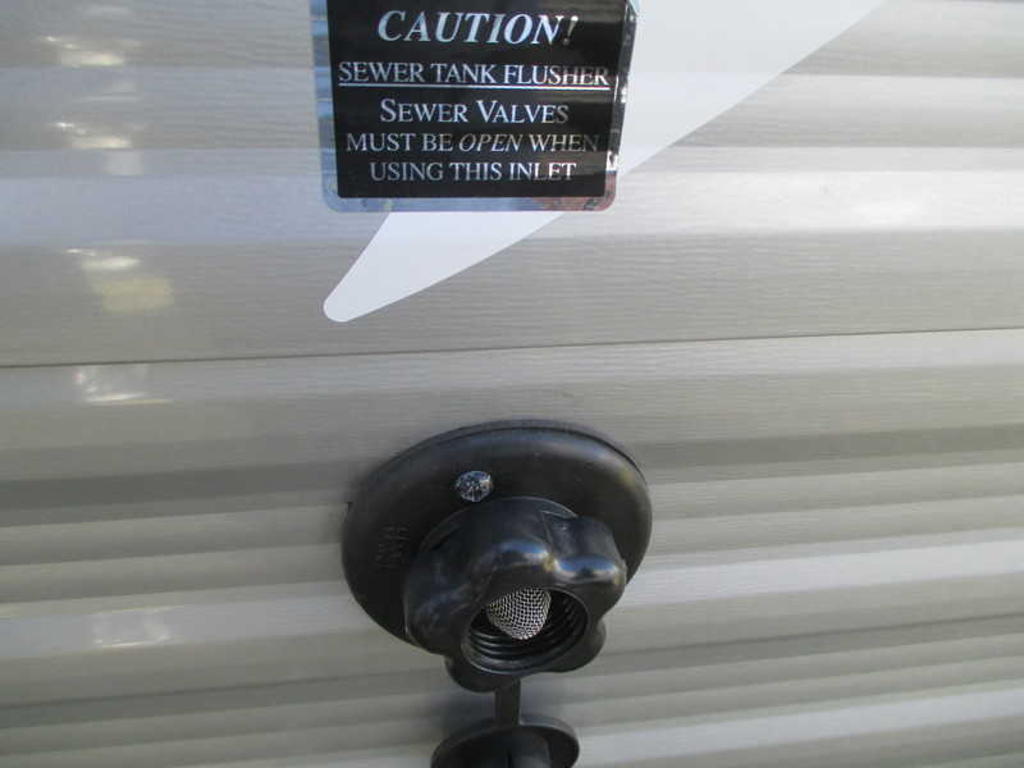 CAUTION!
SEWER TANK FLUSHER
SEWER VALVES
MUST BE OPEN WHEN
USING THIS INLET